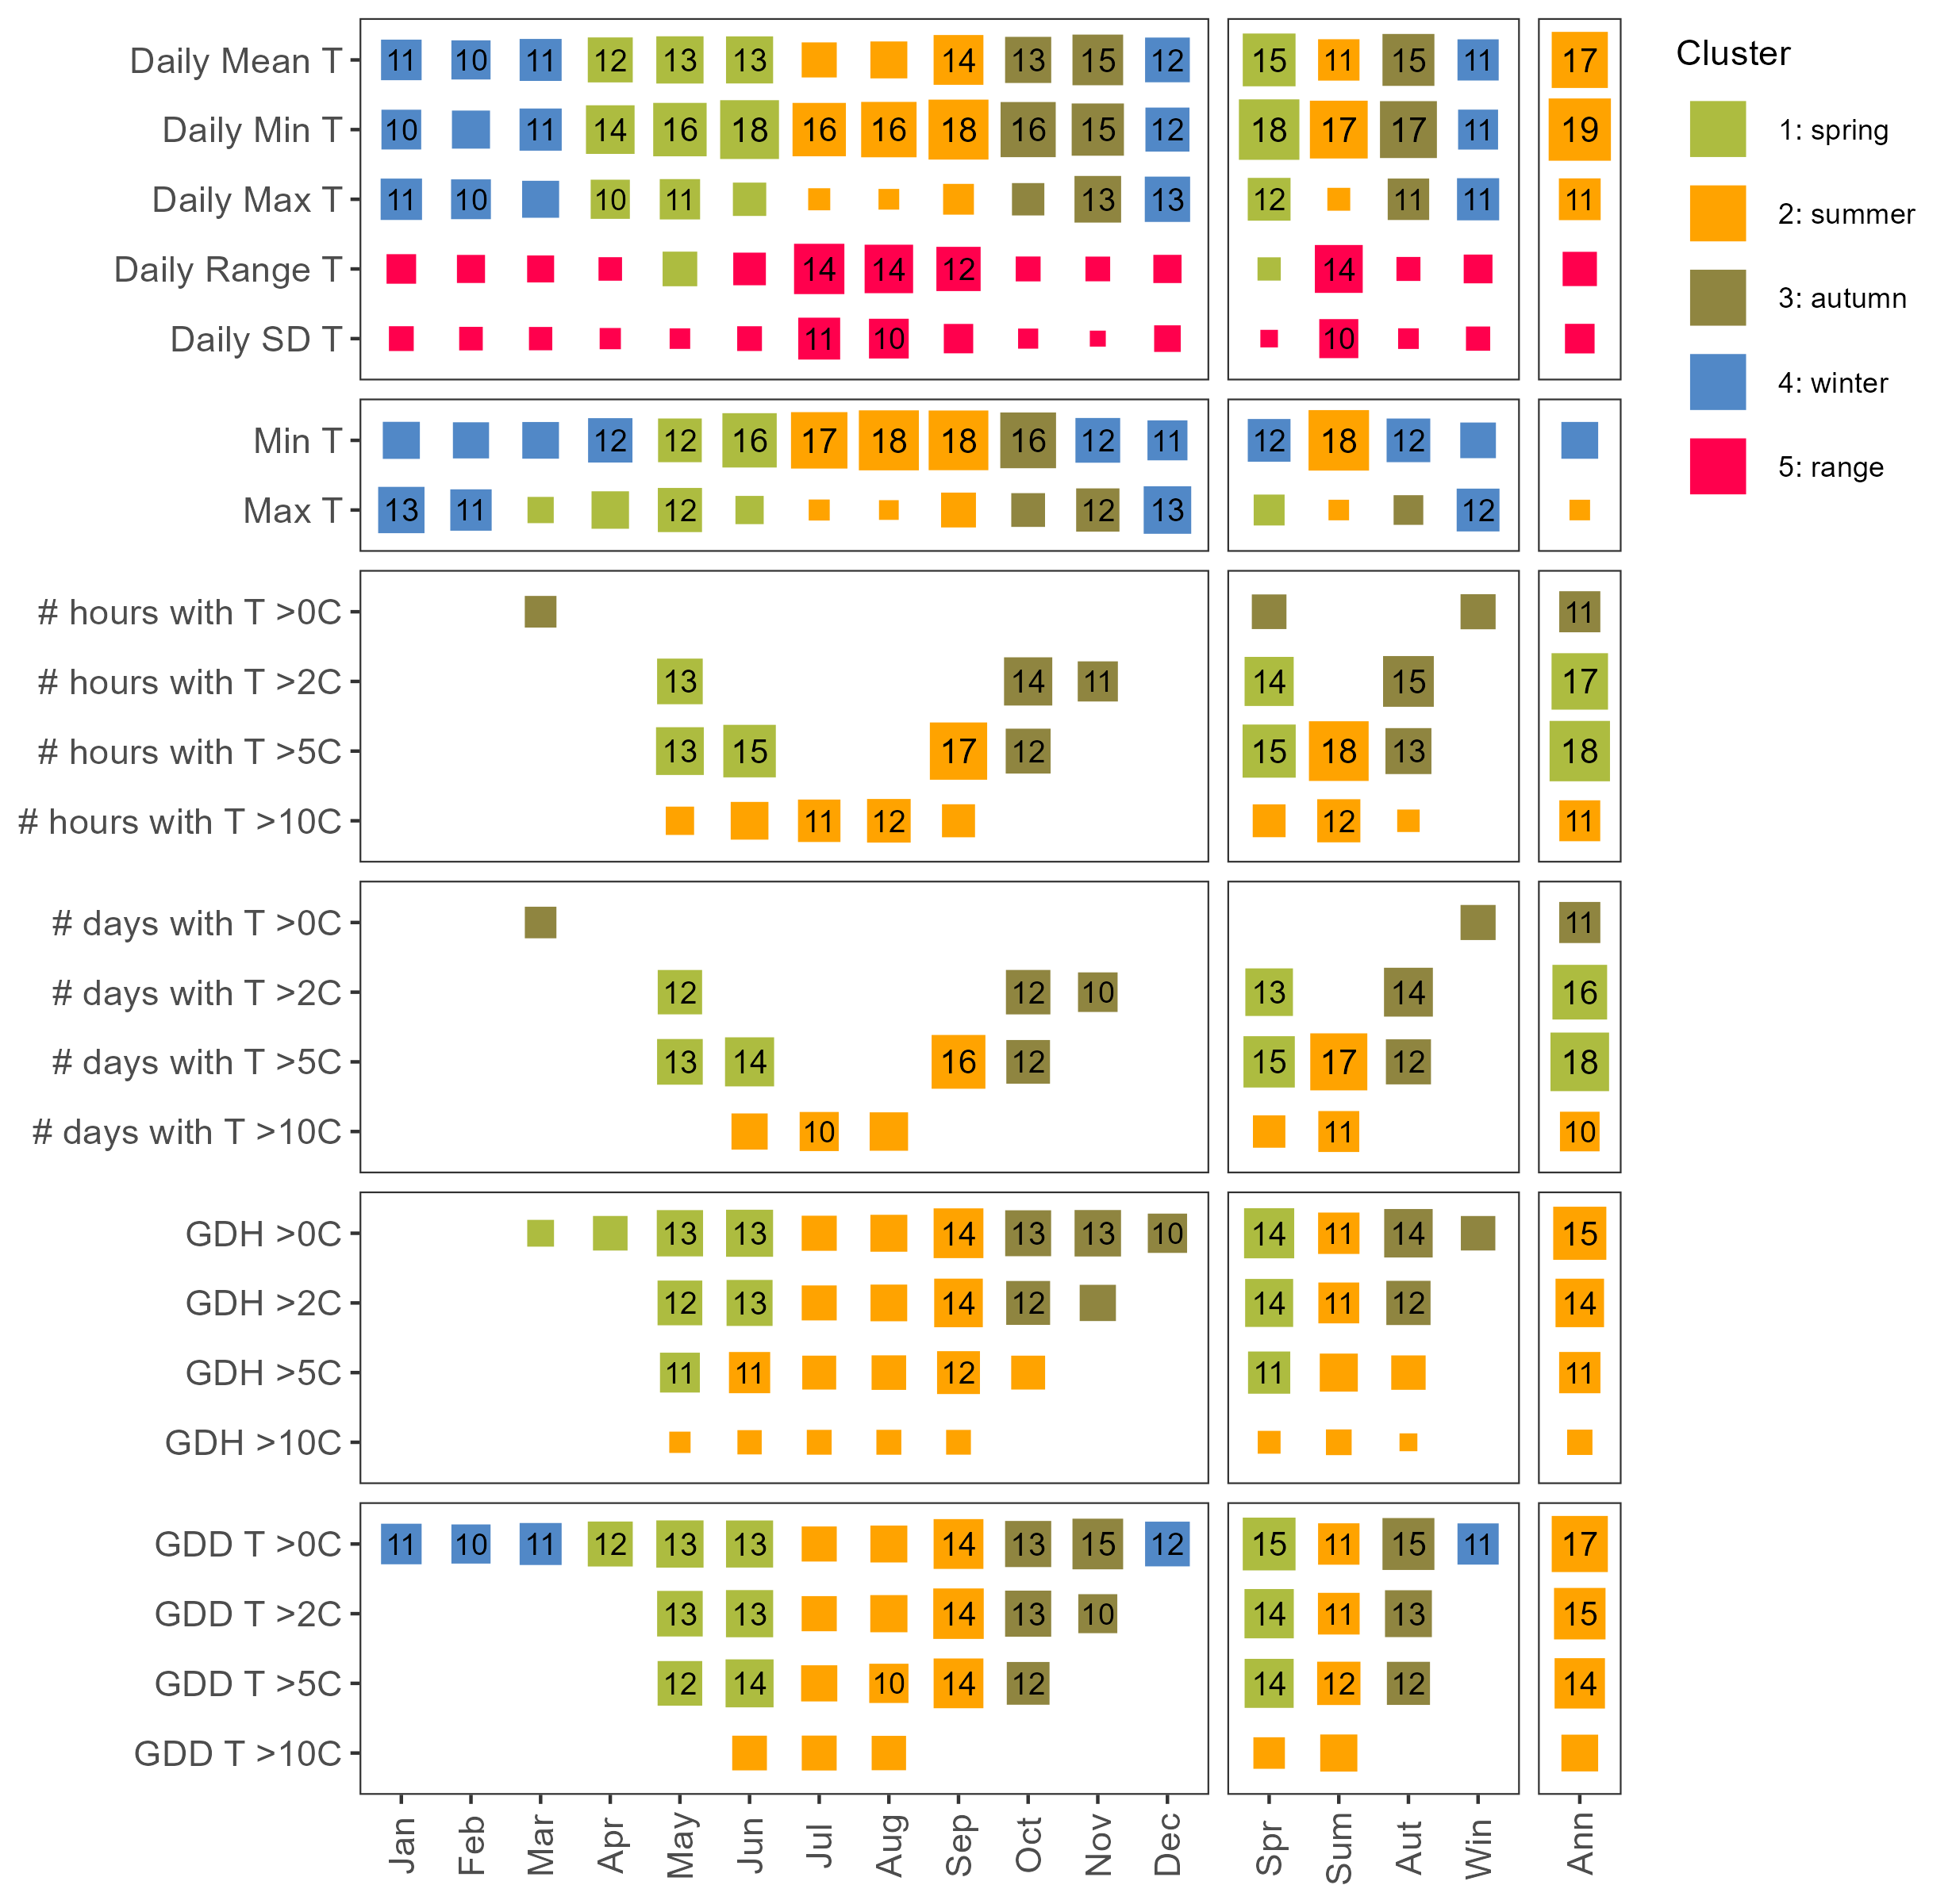 Daily Mean T 11 10 11 12 13 13 14 13 15 12 15 11 15 11 17
Daily Min T 10 11 14 16 18 16 16 18 16 15 12 18 17 17 11 19
Daily Max T 11 10 10 11 13 13 12 11 11 11
Daily Range T 14 14 12 14
Daily SD T 11 10 10
Min T 12 12 16 17 18 18 16 12 11 12 18 12
Max T 13 11 12 12 13 12
# hours with T >0C 11
# hours with T >2C 13 14 11 14 15 17
# hours with T >5C 13 15 17 12 15 18 13 18
# hours with T >10C 11 12 12 11
# days with T >0C 11
# days with T >2C 12 12 10 13 14 16
# days with T >5C 13 14 16 12 15 17 12 18
# days with T >10C 10 11 10
GDH >0C 13 13 14 13 13 10 14 11 14 15
GDH >2C 12 13 14 12 14 11 12 14
GDH >5C 11 11 12 11 11
GDH >10C
GDD T >0C 11 10 11 12 13 13 14 13 15 12 15 11 15 11 17
GDD T >2C 13 13 14 13 10 14 11 13 15
GDD T >5C 12 14 10 14 12 14 12 12 14
GDD T >10C
Jan Feb Mar Apr May Jun Jul Aug Sep Oct Nov Dec Spr Sum Aut Win Ann
Cluster
1: spring
2: summer
3: autumn
4: winter
5: range